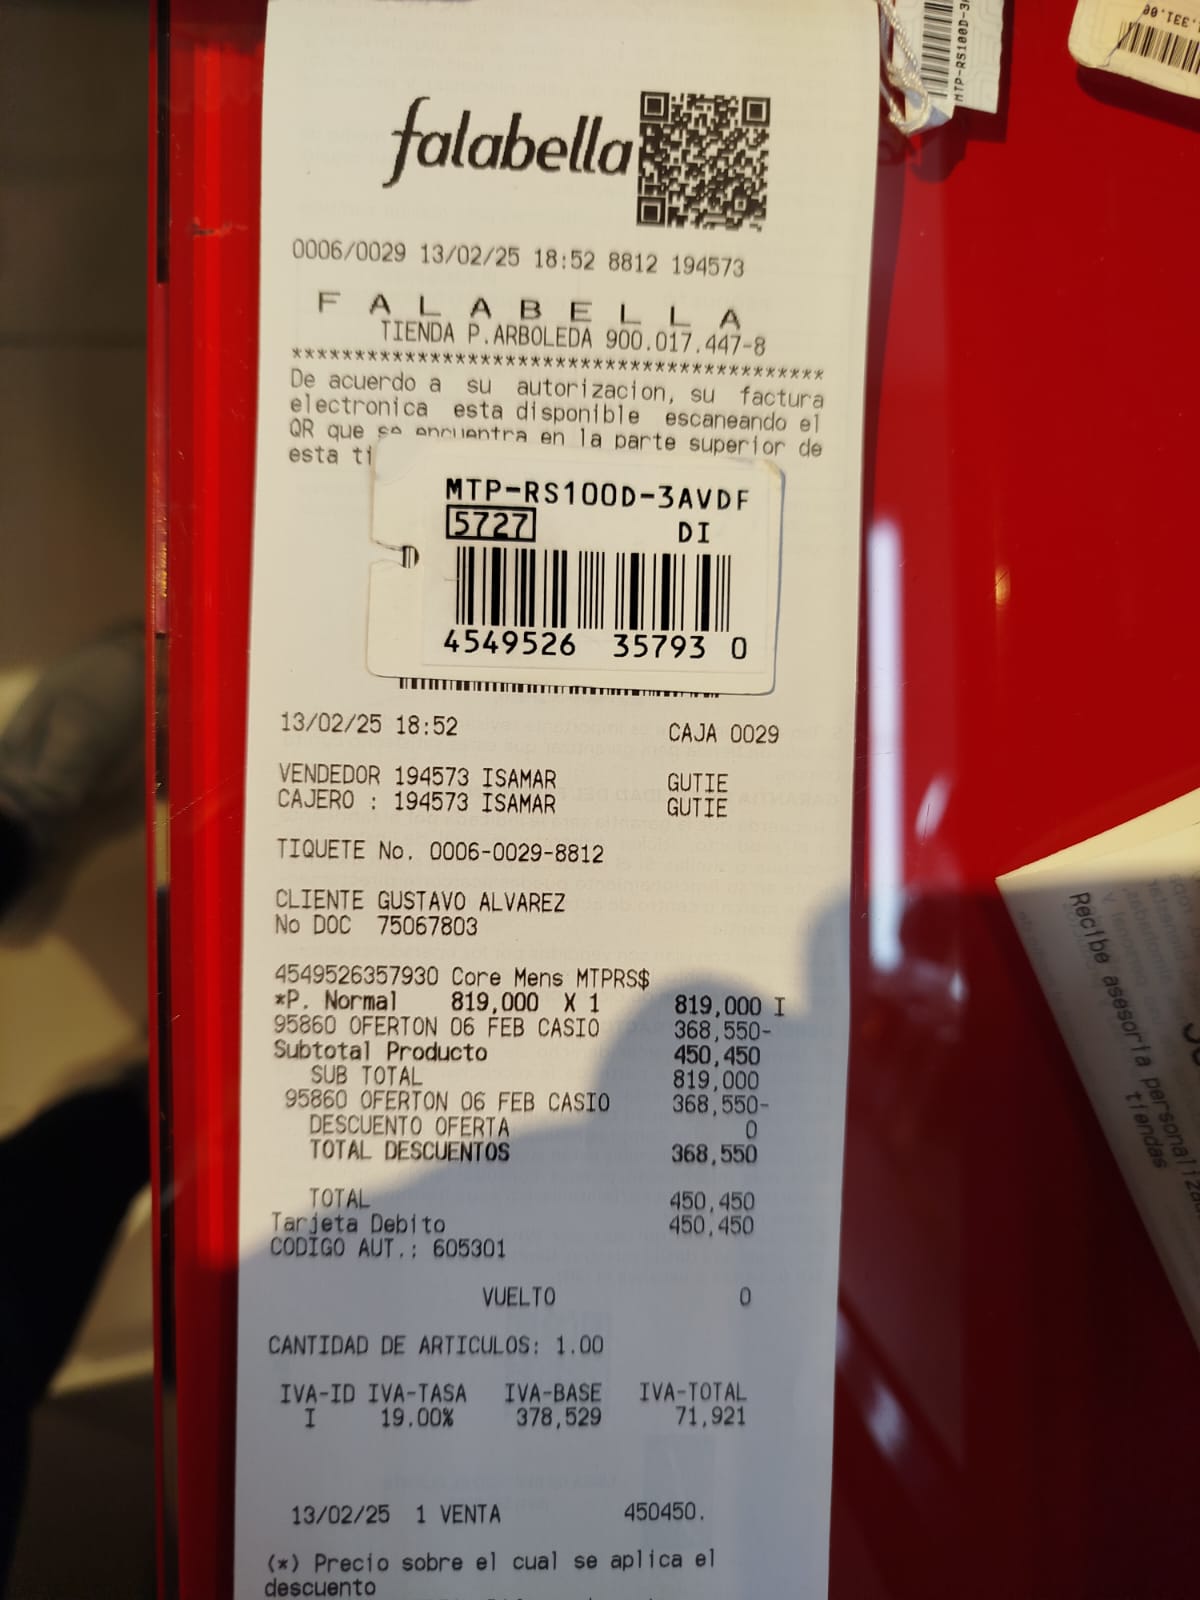 falabella
0006/0029 13/02/25 18:52 8812 194573
F A L A B E L L A
TIENDA P.ARBOLEDA 900.017.447-8
******************************************
De acuerdo a su autorizacion, su factura
electronica esta disponible escaneando el
QR que se encuentra en la parte superior de
esta
MTP-RS100D-3AVDF
5727 DI
4549526 35793 0
13/02/25 18:52 CAJA 0029
VENDEDOR 194573 ISAMAR GUTIE
CAJERO : 194573 ISAMAR GUTIE
TIQUETE No. 0006-0029-8812
CLIENTE GUSTAVO ALVAREZ
No DOC 75067803
4549526357930 Core Mens MTPRS$
*P. Normal 819,000 X 1 819,000 I
95860 OFERTON 06 FEB CASIO 368,550-
Subtotal Producto 450,450
SUB TOTAL 819,000
95860 OFERTON 06 FEB CASIO 368,550-
DESCUENTO OFERTA 0
TOTAL DESCUENTOS 368,550
TOTAL 450,450
Tarjeta Debito 450,450
CODIGO AUT.: 605301
VUELTO 0
CANTIDAD DE ARTICULOS: 1.00
IVA-ID IVA-TASA IVA-BASE IVA-TOTAL
I 19.00% 378,529 71,921
13/02/25 1 VENTA 450450.
(*) Precio sobre el cual se aplica el
descuento
Recibe asesoria
tiendas